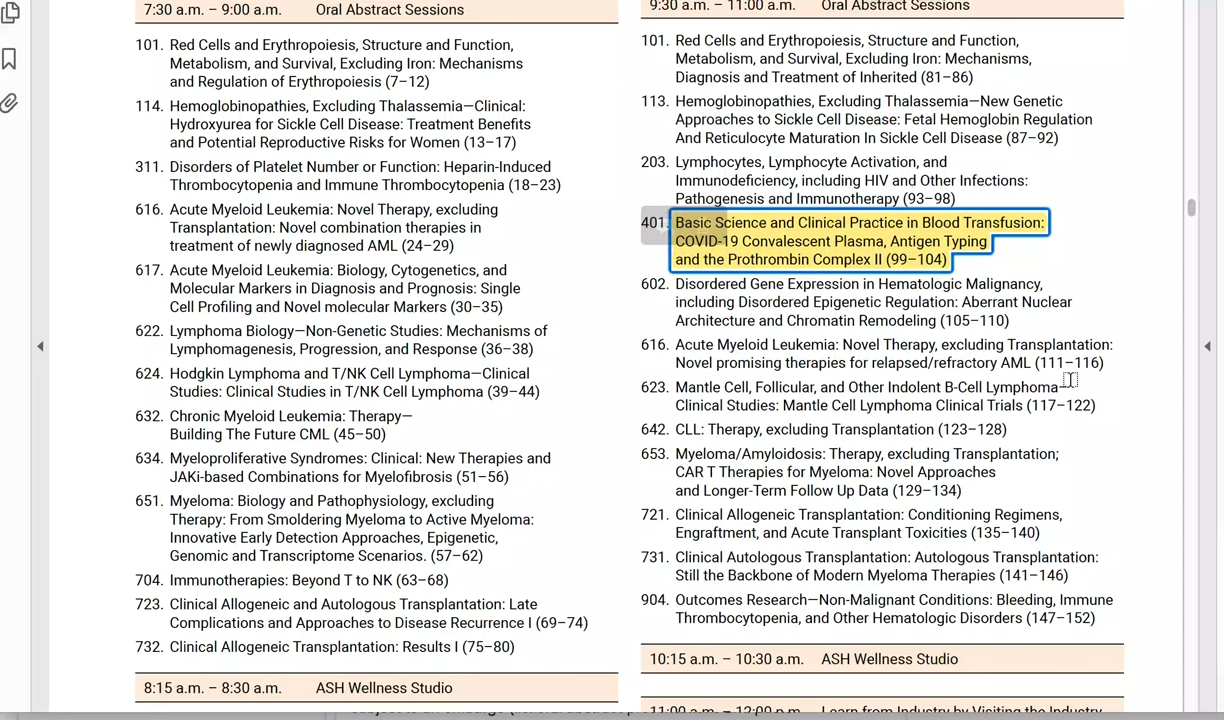 7:30 a.m. – 9:00 a.m. Oral Abstract Sessions
101. Red Cells and Erythropoiesis, Structure and Function,
Metabolism, and Survival, Excluding Iron: Mechanisms
and Regulation of Erythropoiesis (7–12)
114. Hemoglobinopathies, Excluding Thalassemia—Clinical:
Hydroxyurea for Sickle Cell Disease: Treatment Benefits
and Potential Reproductive Risks for Women (13–17)
311. Disorders of Platelet Number or Function: Heparin-Induced
Thrombocytopenia and Immune Thrombocytopenia (18–23)
616. Acute Myeloid Leukemia: Novel Therapy, excluding
Transplantation: Novel combination therapies in
treatment of newly diagnosed AML (24–29)
617. Acute Myeloid Leukemia: Biology, Cytogenetics, and
Molecular Markers in Diagnosis and Prognosis: Single
Cell Profiling and Novel molecular Markers (30–35)
622. Lymphoma Biology—Non-Genetic Studies: Mechanisms of
Lymphomagenesis, Progression, and Response (36–38)
624. Hodgkin Lymphoma and T/NK Cell Lymphoma—Clinical
Studies: Clinical Studies in T/NK Cell Lymphoma (39–44)
632. Chronic Myeloid Leukemia: Therapy—
Building The Future CML (45–50)
634. Myeloproliferative Syndromes: Clinical: New Therapies and
JAKi-based Combinations for Myelofibrosis (51–56)
651. Myeloma: Biology and Pathophysiology, excluding
Therapy: From Smoldering Myeloma to Active Myeloma:
Innovative Early Detection Approaches, Epigenetic,
Genomic and Transcriptome Scenarios. (57–62)
704. Immunotherapies: Beyond T to NK (63–68)
723. Clinical Allogeneic and Autologous Transplantation: Late
Complications and Approaches to Disease Recurrence I (69–74)
732. Clinical Allogeneic Transplantation: Results I (75–80)
8:15 a.m. – 8:30 a.m. ASH Wellness Studio
9:30 a.m. – 11:00 a.m. Oral Abstract Sessions
101. Red Cells and Erythropoiesis, Structure and Function,
Metabolism, and Survival, Excluding Iron: Mechanisms,
Diagnosis and Treatment of Inherited (81–86)
113. Hemoglobinopathies, Excluding Thalassemia—New Genetic
Approaches to Sickle Cell Disease: Fetal Hemoglobin Regulation
And Reticulocyte Maturation In Sickle Cell Disease (87–92)
203. Lymphocytes, Lymphocyte Activation, and
Immunodeficiency, including HIV and Other Infections:
Pathogenesis and Immunotherapy (93–98)
401. Basic Science and Clinical Practice in Blood Transfusion:
COVID-19 Convalescent Plasma, Antigen Typing
and the Prothrombin Complex II (99–104)
602. Disordered Gene Expression in Hematologic Malignancy,
including Disordered Epigenetic Regulation: Aberrant Nuclear
Architecture and Chromatin Remodeling (105–110)
616. Acute Myeloid Leukemia: Novel Therapy, excluding Transplantation:
Novel promising therapies for relapsed/refractory AML (111–116)
623. Mantle Cell, Follicular, and Other Indolent B-Cell Lymphoma—
Clinical Studies: Mantle Cell Lymphoma Clinical Trials (117–122)
642. CLL: Therapy, excluding Transplantation (123–128)
653. Myeloma/Amyloidosis: Therapy, excluding Transplantation;
CAR T Therapies for Myeloma: Novel Approaches
and Longer-Term Follow Up Data (129–134)
721. Clinical Allogeneic Transplantation: Conditioning Regimens,
Engraftment, and Acute Transplant Toxicities (135–140)
731. Clinical Autologous Transplantation: Autologous Transplantation:
Still the Backbone of Modern Myeloma Therapies (141–146)
904. Outcomes Research—Non-Malignant Conditions: Bleeding, Immune
Thrombocytopenia, and Other Hematologic Disorders (147–152)
10:15 a.m. – 10:30 a.m. ASH Wellness Studio
11:00 a.m. – 12:00 p.m. Learn from Industry by Visiting the Industry